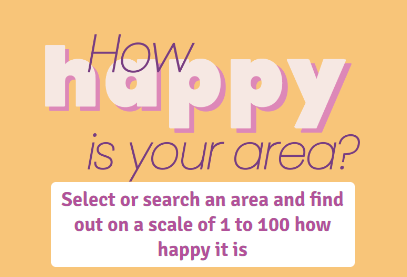 How
happy
is your area?
Select or search an area and find
out on a scale of 1 to 100 how
happy it is